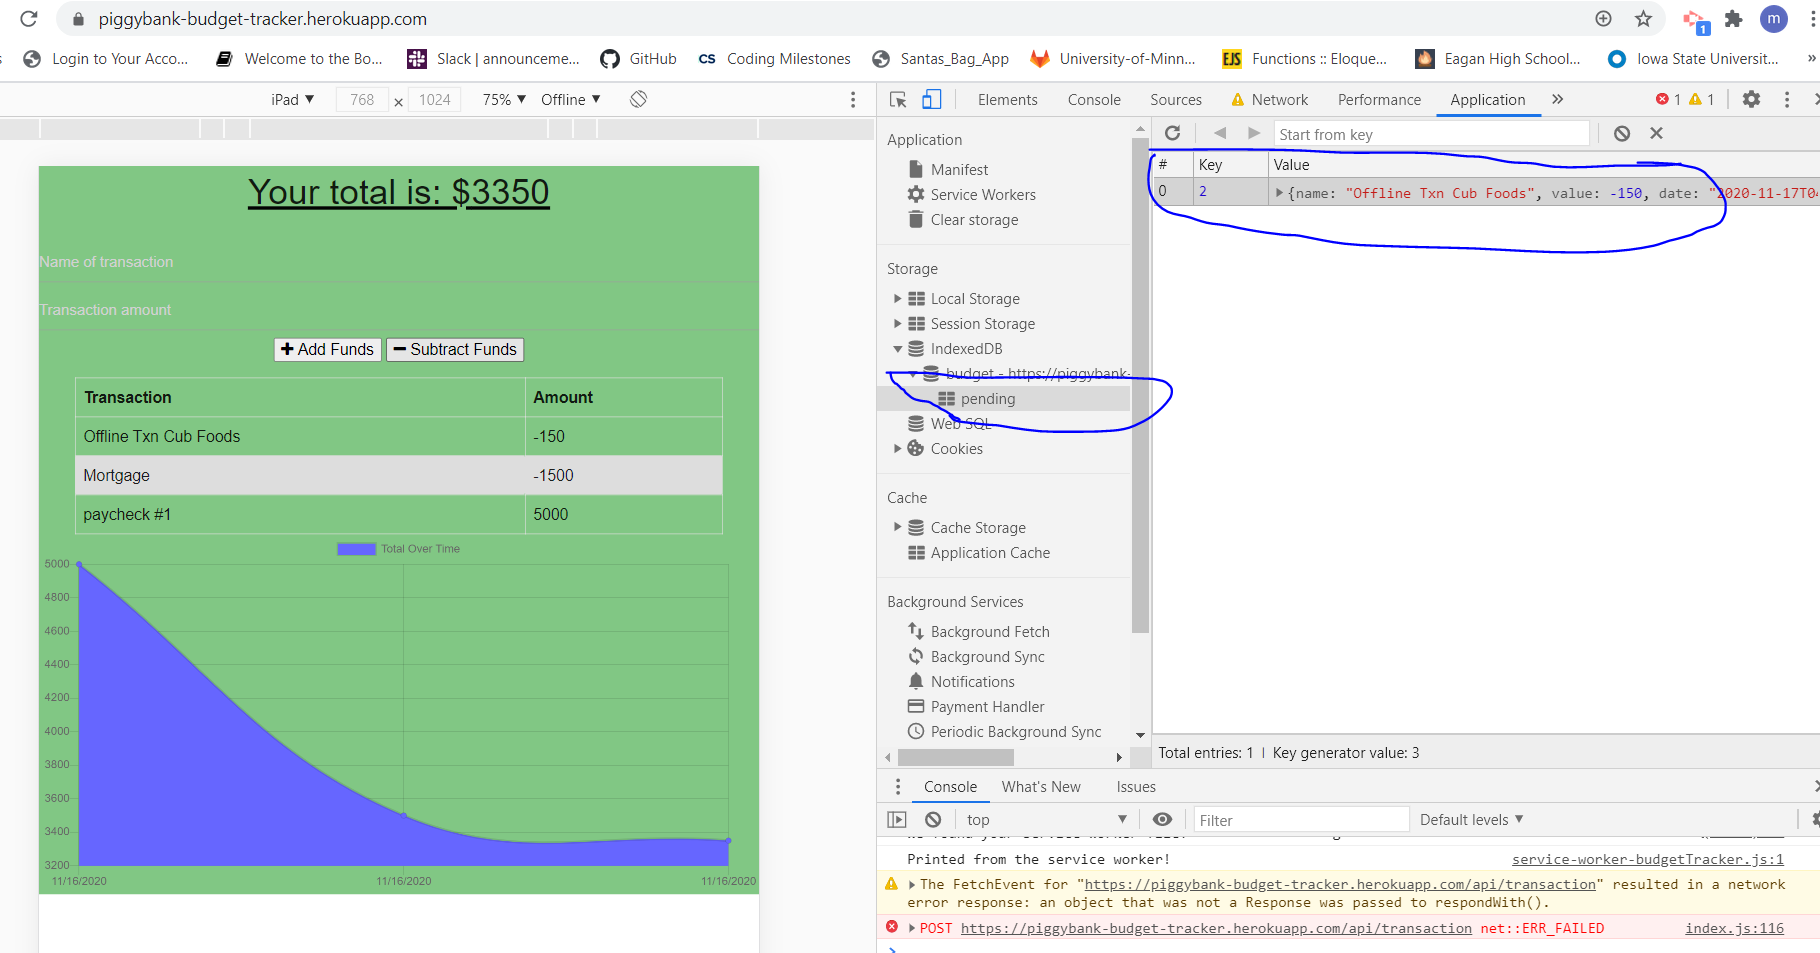 piggybank-budget-tracker.herokuapp.com
m
1
Login to Your Acco...
Welcome to the Bo...
Slack | announceme...
GitHub
CS Coding Milestones
Santas_Bag_App
University-of-Minn...
EJS Functions :: Eloque...
Eagan High School...
Iowa State Universit...
»
iPad ▼ 768 × 1024 75% ▼ Offline ▼
Elements Console Sources Network Performance Application » 1 1
Your total is: $3350
Name of transaction
Transaction amount
Add Funds
Subtract Funds
Transaction Amount
Offline Txn Cub Foods -150
Mortgage -1500
paycheck #1 5000
Total Over Time
5000
4800
4600
4400
4200
4000
3800
3600
3400
3200
11/16/2020 11/16/2020 11/16/2020
Application
Manifest
Service Workers
Clear storage
Storage
Local Storage
Session Storage
IndexedDB
budget - https://piggybank-
pending
Web SQL
Cookies
Cache
Cache Storage
Application Cache
Background Services
Background Fetch
Background Sync
Notifications
Payment Handler
Periodic Background Sync
Start from key
# Key Value
0 2 {name: "Offline Txn Cub Foods", value: -150, date: "2020-11-17T04
Total entries: 1 Key generator value: 3
Console What's New Issues
top Filter Default levels ▼
Printed from the service worker! service-worker-budgetTracker.js:1
The FetchEvent for "https://piggybank-budget-tracker.herokuapp.com/api/transaction" resulted in a network
error response: an object that was not a Response was passed to respondWith().
POST https://piggybank-budget-tracker.herokuapp.com/api/transaction net::ERR_FAILED index.js:116